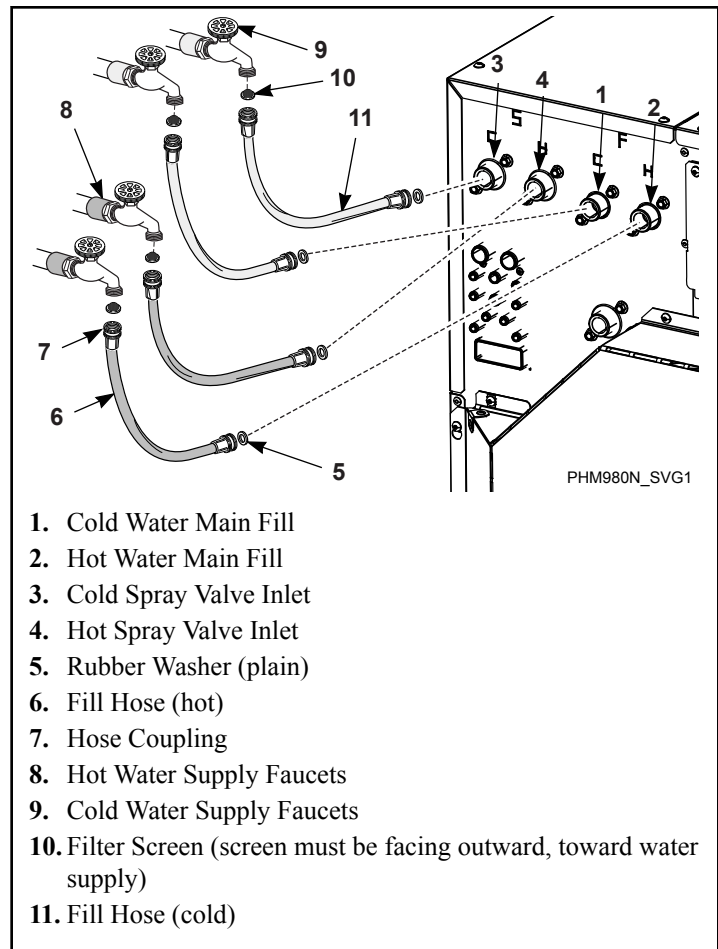 9
10
3
4
1
2
8
11
S
F
C
H
C
H
7
6
5
PHM980N_SVG1
1. Cold Water Main Fill
2. Hot Water Main Fill
3. Cold Spray Valve Inlet
4. Hot Spray Valve Inlet
5. Rubber Washer (plain)
6. Fill Hose (hot)
7. Hose Coupling
8. Hot Water Supply Faucets
9. Cold Water Supply Faucets
10. Filter Screen (screen must be facing outward, toward water
supply)
11. Fill Hose (cold)